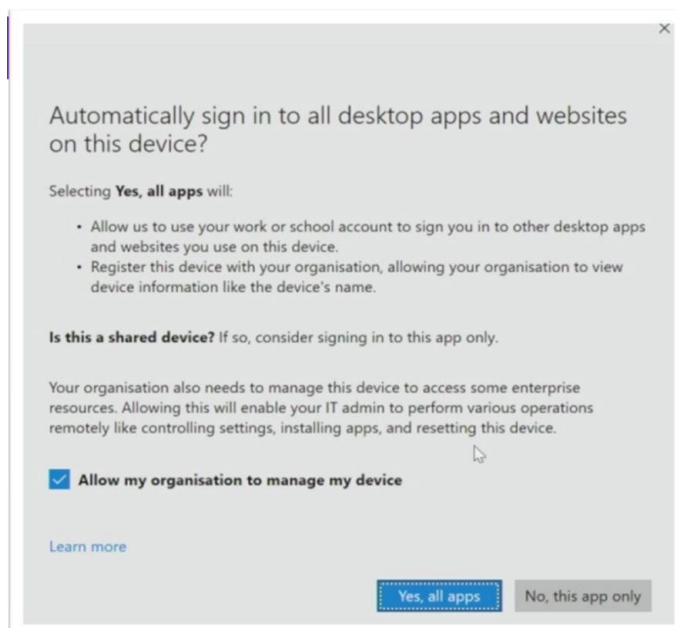 Automatically sign in to all desktop apps and websites
on this device?
Selecting Yes, all apps will:
• Allow us to use your work or school account to sign you in to other desktop apps
and websites you use on this device.
• Register this device with your organisation, allowing your organisation to view
device information like the device's name.
Is this a shared device? If so, consider signing in to this app only.
Your organisation also needs to manage this device to access some enterprise
resources. Allowing this will enable your IT admin to perform various operations
remotely like controlling settings, installing apps, and resetting this device.
Allow my organisation to manage my device
Learn more
Yes, all apps No, this app only